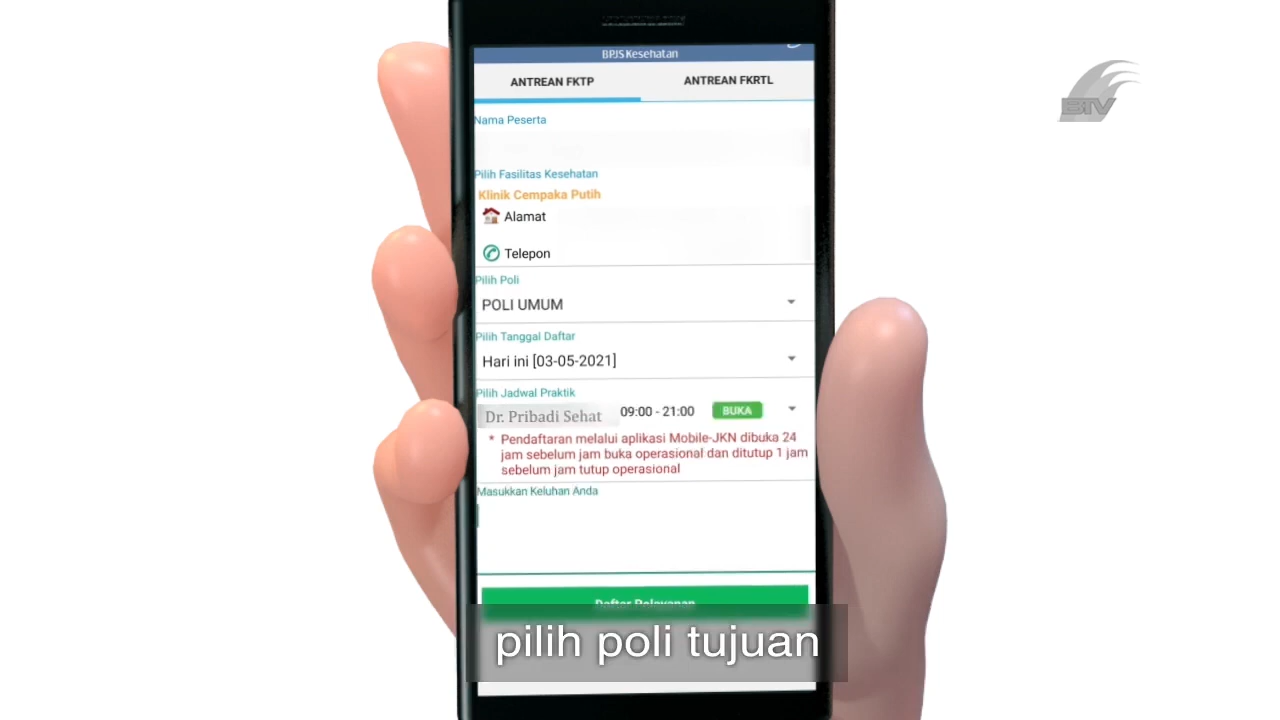 BPJS Kesehatan
ANTREAN FKTP
ANTREAN FKRTL
Nama Peserta
Pilih Fasilitas Kesehatan
Klinik Cempaka Putih
Alamat
Telepon
Pilih Poli
POLI UMUM
Pilih Tanggal Daftar
Hari ini [03-05-2021]
Pilih Jadwal Praktik
Dr. Pribadi Sehat 09:00 - 21:00 BUKA
* Pendaftaran melalui aplikasi Mobile-JKN dibuka 24
jam sebelum jam buka operasional dan ditutup 1 jam
sebelum jam tutup operasional
Masukkan Keluhan Anda
Daftar Pelayanan
pilih poli tujuan
BTV